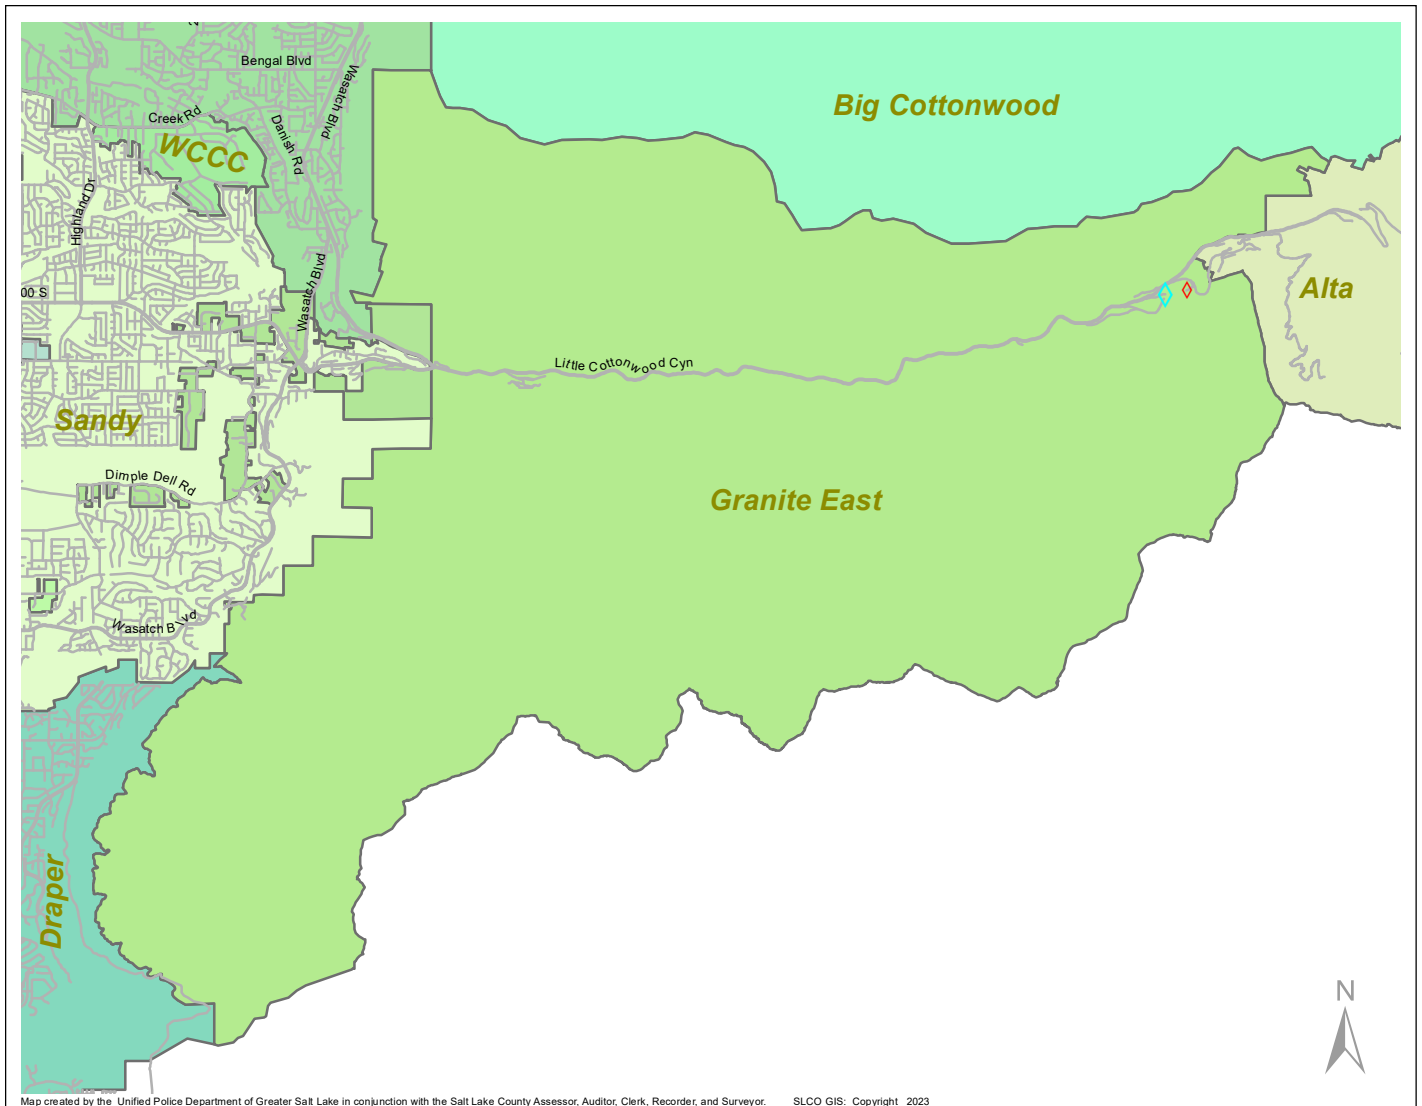 Bengal Blvd
Wasatch Blvd
Big Cottonwood
Creek Rd
Danish Rd
WCCC
Highland Dr
Wasatch Blvd
00 S
Alta
Little Cottonwood Cyn
Sandy
Dimple Dell Rd
Granite East
Wasatch Blvd
Draper
N
Map created by the Unified Police Department of Greater Salt Lake in conjunction with the Salt Lake County Assessor, Auditor, Clerk, Recorder, and Surveyor. SLCO GIS: Copyright 2023